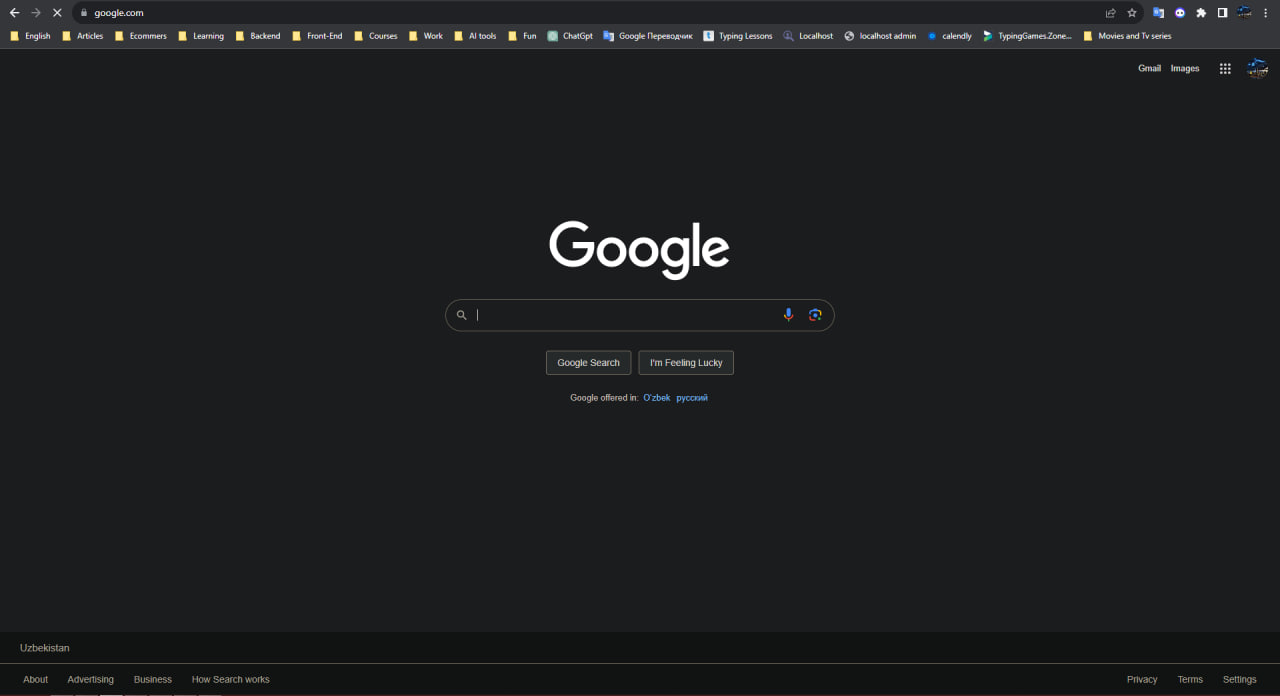 google.com
English Articles Ecommers Learning Backend Front-End Courses Work AI tools Fun ChatGpt Google Переводчик Typing Lessons Localhost localhost admin calendly TypingGames.Zone... Movies and Tv series
Gmail Images
Google
Google Search I'm Feeling Lucky
Google offered in: O'zbek русский
Uzbekistan
About Advertising Business How Search works Privacy Terms Settings